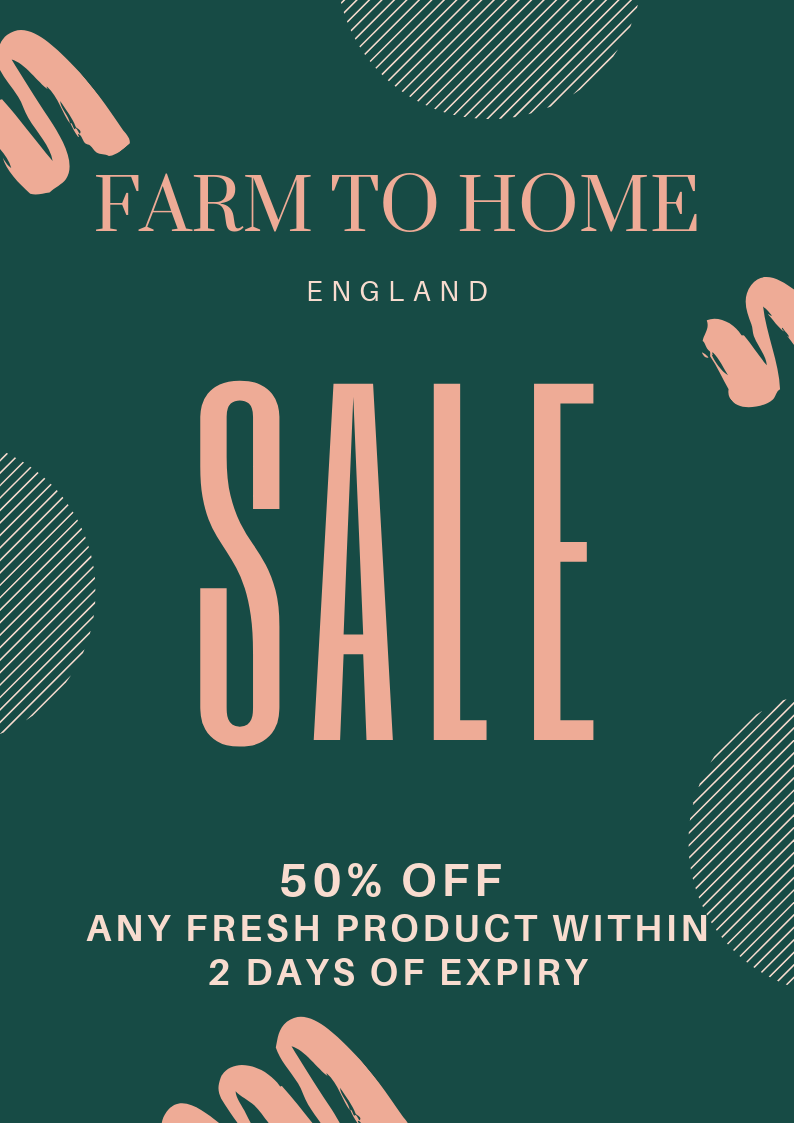 FARM TO HOME
ENGLAND
SALE
50% OFF
ANY FRESH PRODUCT WITHIN
2 DAYS OF EXPIRY